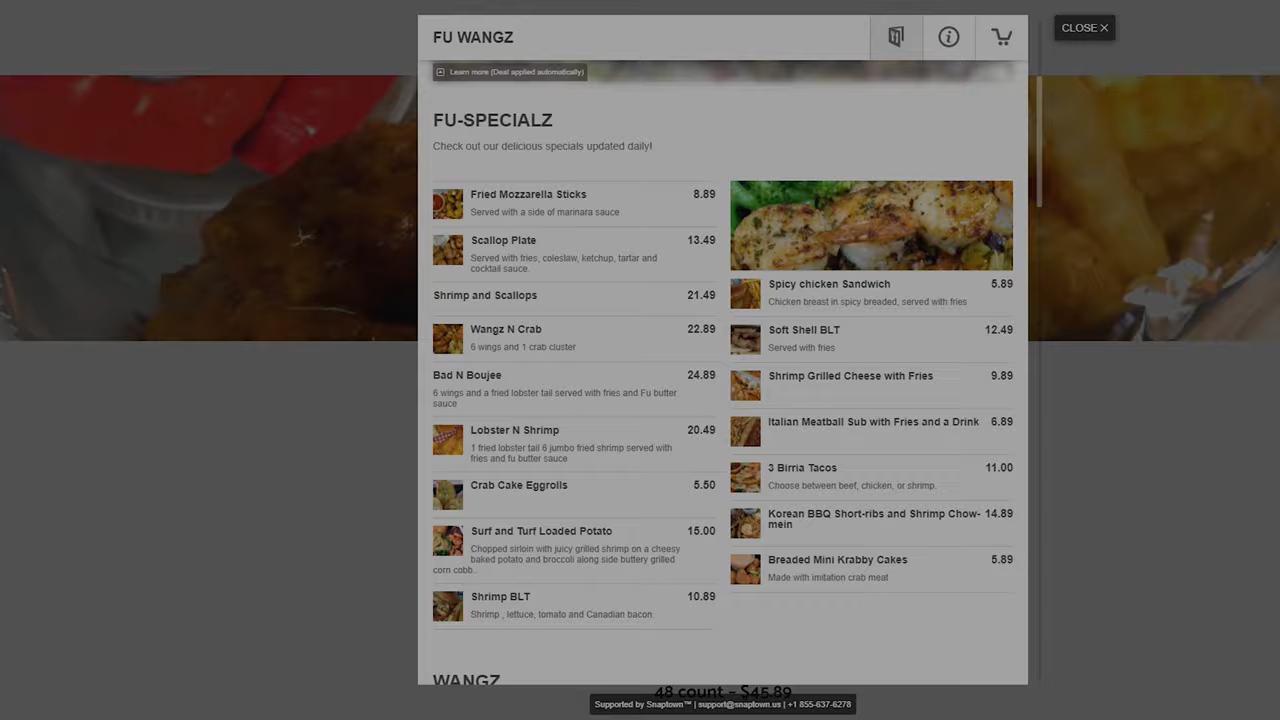 FU WANGZ
CLOSE X
Learn more (Deal applied automatically)
FU-SPECIALZ
Check out our delicious specials updated daily!
Fried Mozzarella Sticks 8.89
Served with a side of marinara sauce
Scallop Plate 13.49
Served with fries, coleslaw, ketchup, tartar and
cocktail sauce.
Shrimp and Scallops 21.49
Wangz N Crab 22.89
6 wings and 1 crab cluster
Bad N Boujee 24.89
6 wings and a fried lobster tail served with fries and Fu butter
sauce
Lobster N Shrimp 20.49
1 fried lobster tail 6 jumbo fried shrimp served with
fries and fu butter sauce
Crab Cake Eggrolls 5.50
Surf and Turf Loaded Potato 15.00
Chopped sirloin with juicy grilled shrimp on a cheesy
baked potato and broccoli along side buttery grilled
corn cobb..
Shrimp BLT 10.89
Shrimp , lettuce, tomato and Canadian bacon.
Spicy chicken Sandwich 5.89
Chicken breast in spicy breaded, served with fries
Soft Shell BLT 12.49
Served with fries
Shrimp Grilled Cheese with Fries 9.89
Italian Meatball Sub with Fries and a Drink 6.89
3 Birria Tacos 11.00
Choose between beef, chicken, or shrimp.
Korean BBQ Short-ribs and Shrimp Chow- 14.89
mein
Breaded Mini Krabby Cakes 5.89
Made with imitation crab meat
WANGZ
48 count - $45.89
Supported by Snaptown™ | support@snaptown.us | +1 855-637-6278